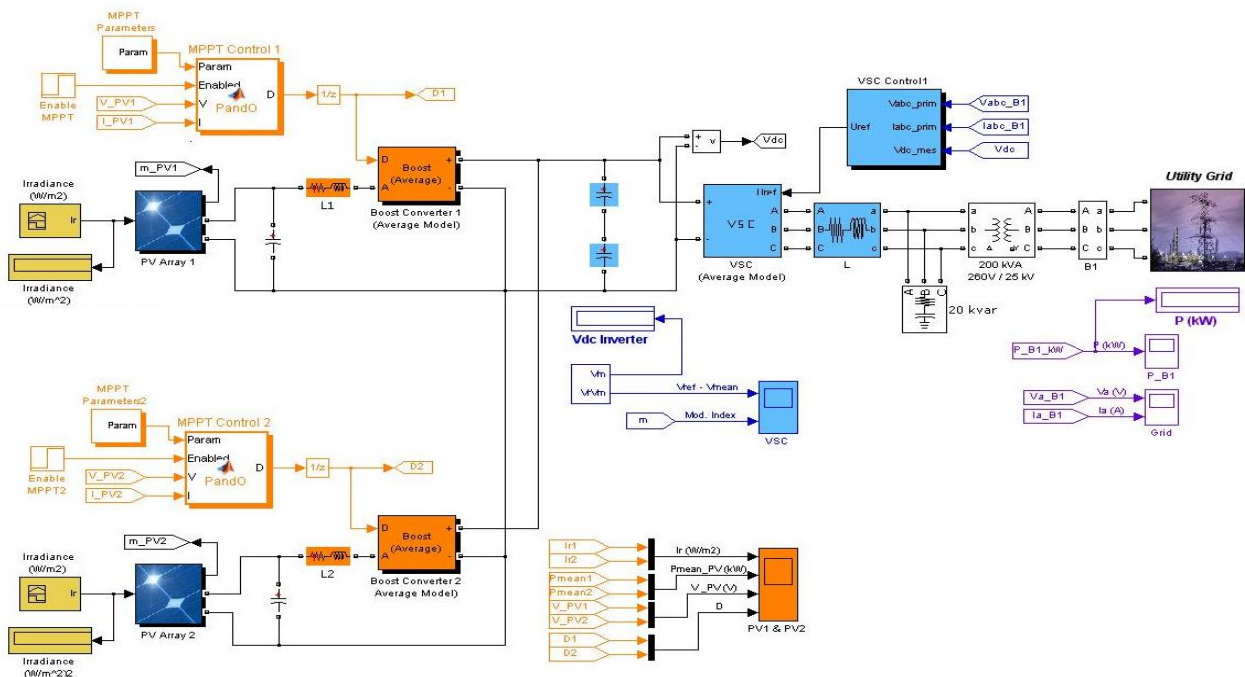 MPPT
Parameters
Param
MPPT Control 1
Param
Enabled
V
I
D
PandO
Enable
MPPT
V_PV1
I_PV1
1/z
D1
m_PV1
Irradiance
(W/m2)
Ir
PV Array 1
Irradiance
(W/m^2)
L1
D
A
Boost
(Average)
+
-
Boost Converter 1
(Average Model)
+
-
v
Vdc
VSC Control1
Uref
Vabc_prim
Iabc_prim
Vdc_mes
Vabc_B1
Iabc_B1
Vdc
Uref
+
-
VSC
A
B
C
VSC
(Average Model)
A
B
C
a
b
c
L
A B C
20 kvar
a
b
c
A
B
C
200 kVA
260V / 25 kV
A a
B b
C c
B1
Utility Grid
P (kW)
P_B1_kW
P (kW)
P_B1
Va_B1
Va (V)
Ia_B1
Ia (A)
Grid
Vdc Inverter
Vm
VrVm
Vref - Vmean
m
Mod. Index
VSC
MPPT
Parameters2
Param
MPPT Control 2
Param
Enabled
V
I
D
PandO
Enable
MPPT2
V_PV2
I_PV2
1/z
D2
m_PV2
Irradiance
(W/m2)
Ir
PV Array 2
Irradiance
(W/m^2)2
L2
D
A
Boost
(Average)
+
-
Boost Converter 2
Average Model)
Ir1
Ir2
Pmean1
Pmean2
V_PV1
V_PV2
D1
D2
Ir (W/m2)
Pmean_PV (kW)
V_PV (V)
D
PV1 & PV2